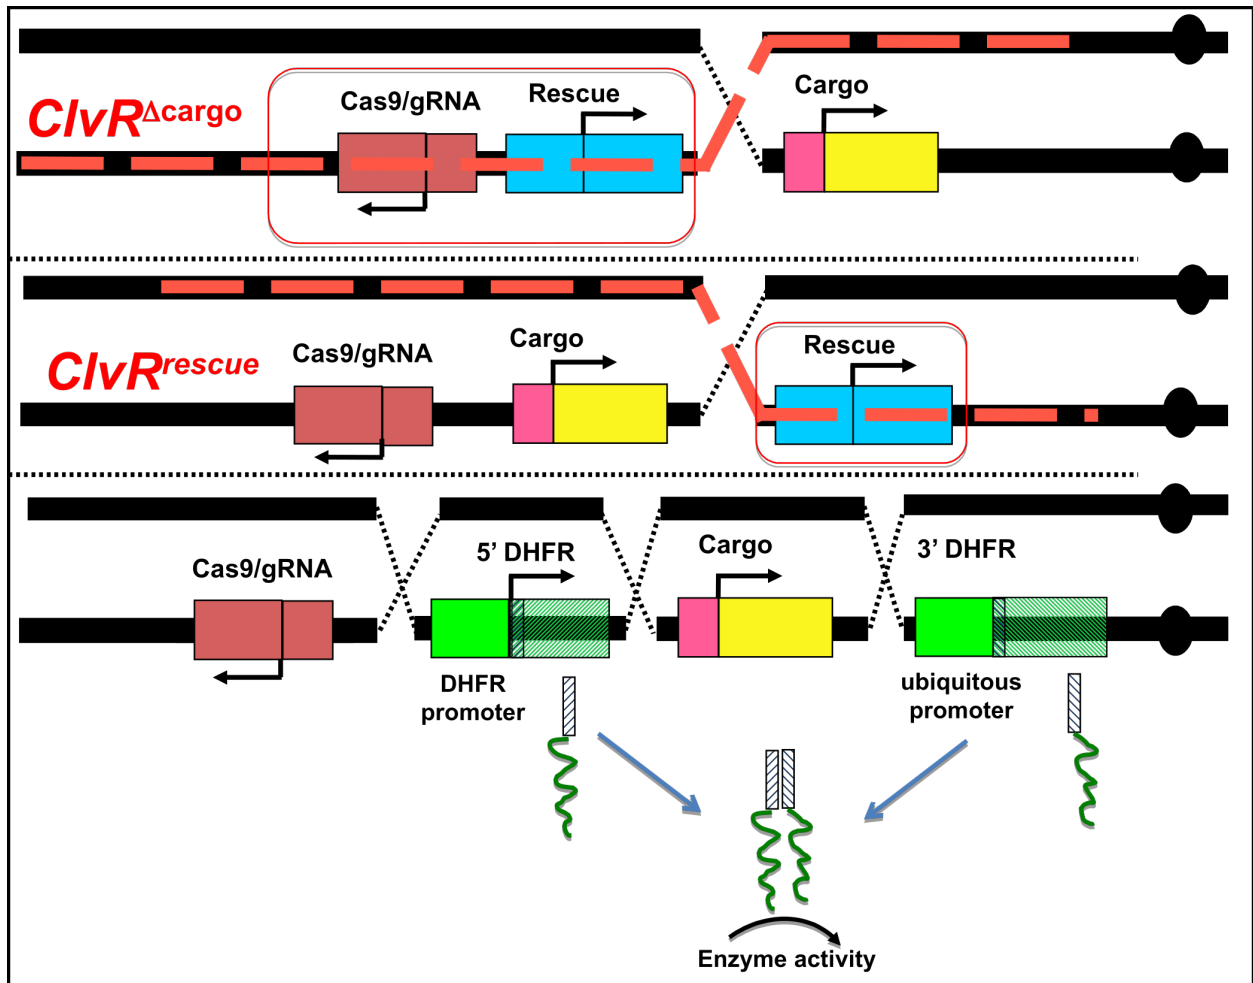 Cas9/gRNA
Rescue
Cargo
ClvRΔcargo
Cas9/gRNA
Cargo
Rescue
ClvRrescue
Cas9/gRNA
5’ DHFR
Cargo
3’ DHFR
DHFR
promoter
ubiquitous
promoter
Enzyme activity